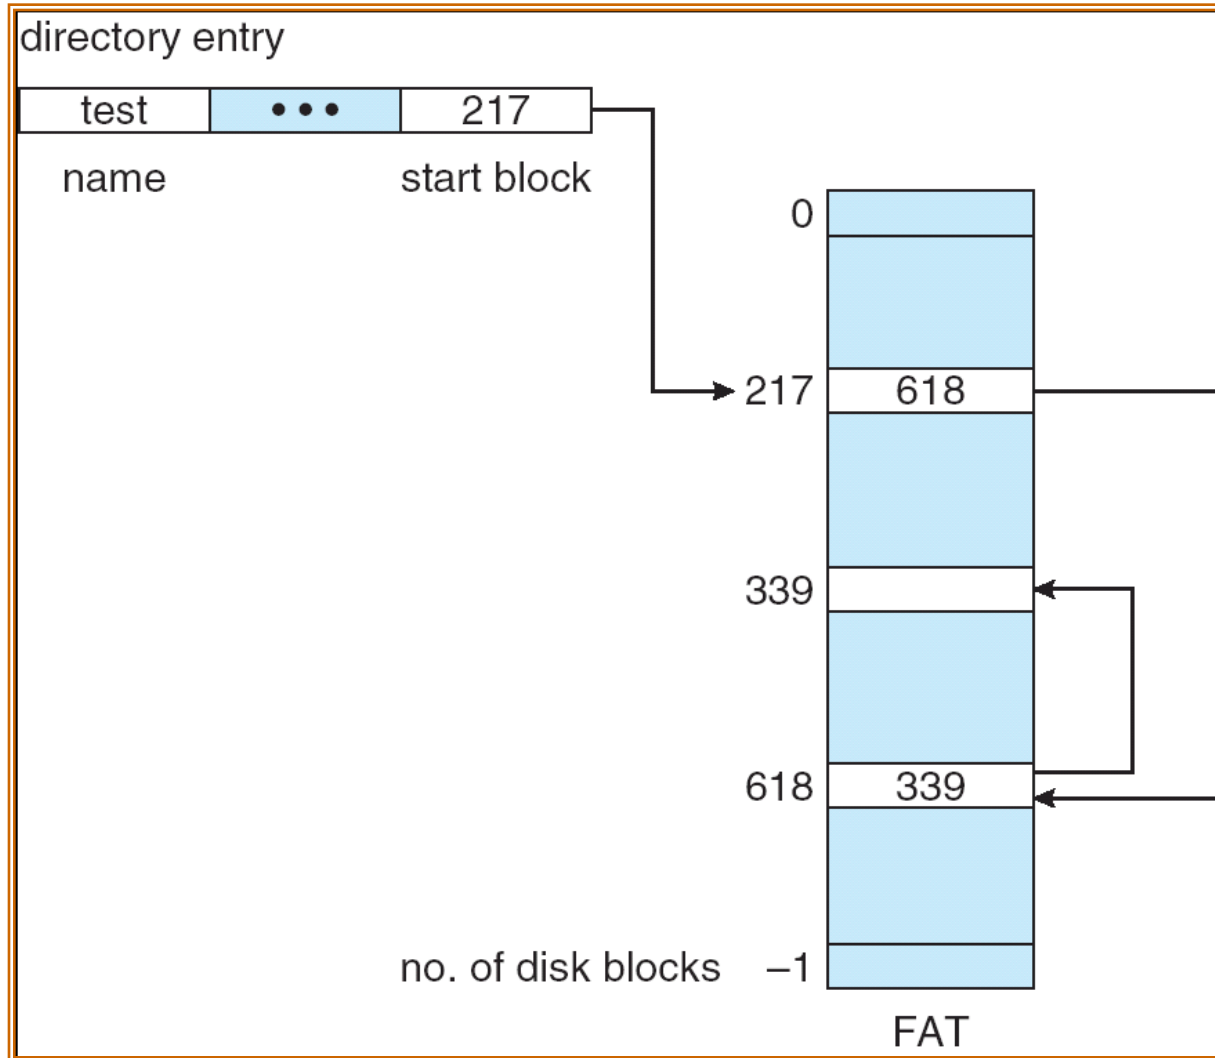 directory entry
test ••• 217
name start block
0
217 618
339
618 339
no. of disk blocks –1
FAT